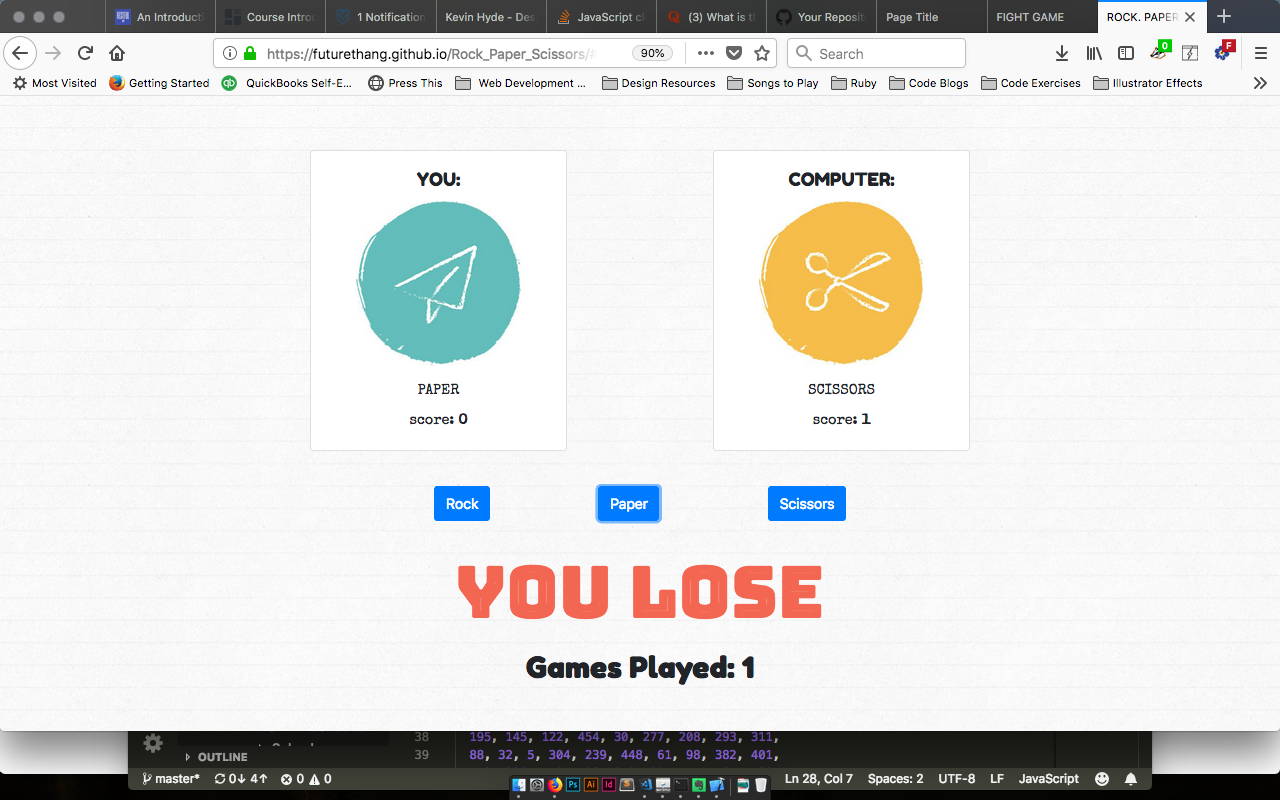 An Introducti
Course Introd
1 Notification
Kevin Hyde - Des
JavaScript cl
(3) What is t
Your Reposit
Page Title
FIGHT GAME
ROCK. PAPER
https://futurethang.github.io/Rock_Paper_Scissors/
90%
Search
0
F
Most Visited
Getting Started
QuickBooks Self-E...
Press This
Web Development ...
Design Resources
Songs to Play
Ruby
Code Blogs
Code Exercises
Illustrator Effects
YOU:
COMPUTER:
PAPER
SCISSORS
score: 0
score: 1
Rock
Paper
Scissors
YOU LOSE
Games Played: 1
38 195, 145, 122, 454, 30, 277, 208, 293, 311,
OUTLINE
39 88, 32, 5, 304, 239, 448, 61, 98, 382, 401,
master* 0↓ 4↑ 0 0
Ln 28, Col 7 Spaces: 2 UTF-8 LF JavaScript
Ps Ai Id